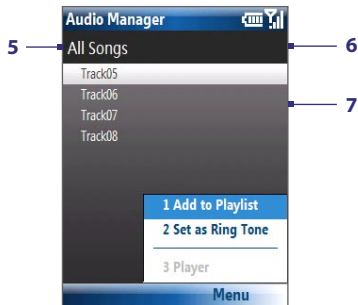 Audio Manager
5
All Songs
6
Track05
Track06
7
Track07
Track08
1 Add to Playlist
2 Set as Ring Tone
3 Player
Menu